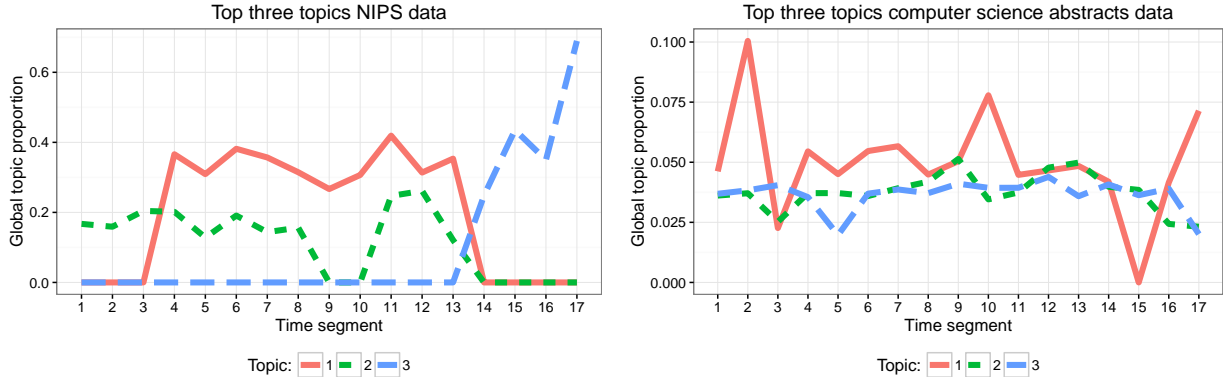 Top three topics NIPS data
Global topic proportion
0.6
0.4
0.2
0.0
1 2 3 4 5 6 7 8 9 10 11 12 13 14 15 16 17
Time segment
Topic: 1 2 3
Top three topics computer science abstracts data
Global topic proportion
0.100
0.075
0.050
0.025
0.000
1 2 3 4 5 6 7 8 9 10 11 12 13 14 15 16 17
Time segment
Topic: 1 2 3